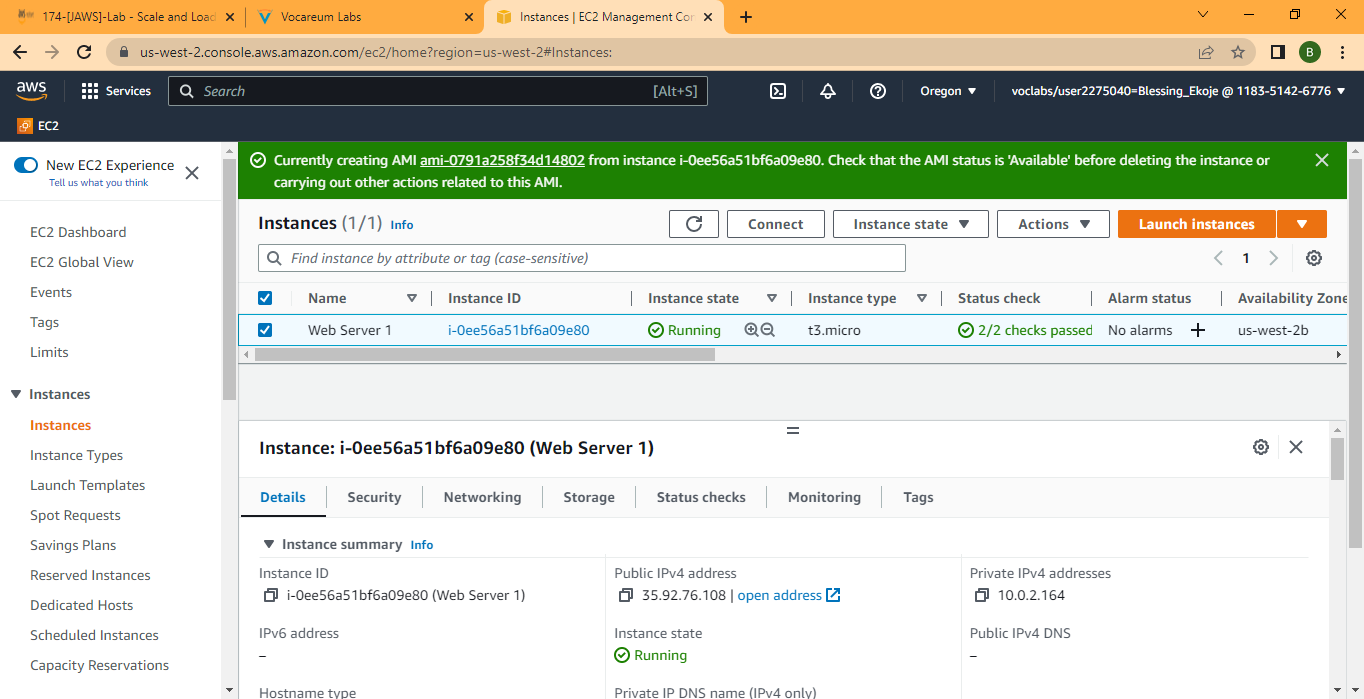 174-[JAWS]-Lab - Scale and Load
Vocareum Labs
Instances | EC2 Management Con
us-west-2.console.aws.amazon.com/ec2/home?region=us-west-2#Instances:
B
aws
Services
Search
[Alt+S]
Oregon
voclabs/user2275040=Blessing_Ekoje @ 1183-5142-6776
EC2
New EC2 Experience
Tell us what you think
EC2 Dashboard
EC2 Global View
Events
Tags
Limits
Instances
Instances
Instance Types
Launch Templates
Spot Requests
Savings Plans
Reserved Instances
Dedicated Hosts
Scheduled Instances
Capacity Reservations
Currently creating AMI ami-0791a258f34d14802 from instance i-0ee56a51bf6a09e80. Check that the AMI status is 'Available' before deleting the instance or
carrying out other actions related to this AMI.
Instances (1/1) Info
Connect
Instance state
Actions
Launch instances
Find instance by attribute or tag (case-sensitive)
1
Name Instance ID Instance state Instance type Status check Alarm status Availability Zone
Web Server 1 i-0ee56a51bf6a09e80 Running t3.micro 2/2 checks passed No alarms us-west-2b
Instance: i-0ee56a51bf6a09e80 (Web Server 1)
Details Security Networking Storage Status checks Monitoring Tags
Instance summary Info
Instance ID
i-0ee56a51bf6a09e80 (Web Server 1)
Public IPv4 address
35.92.76.108 | open address
Private IPv4 addresses
10.0.2.164
IPv6 address
–
Instance state
Running
Public IPv4 DNS
–
Hostname type
Private IP DNS name (IPv4 only)